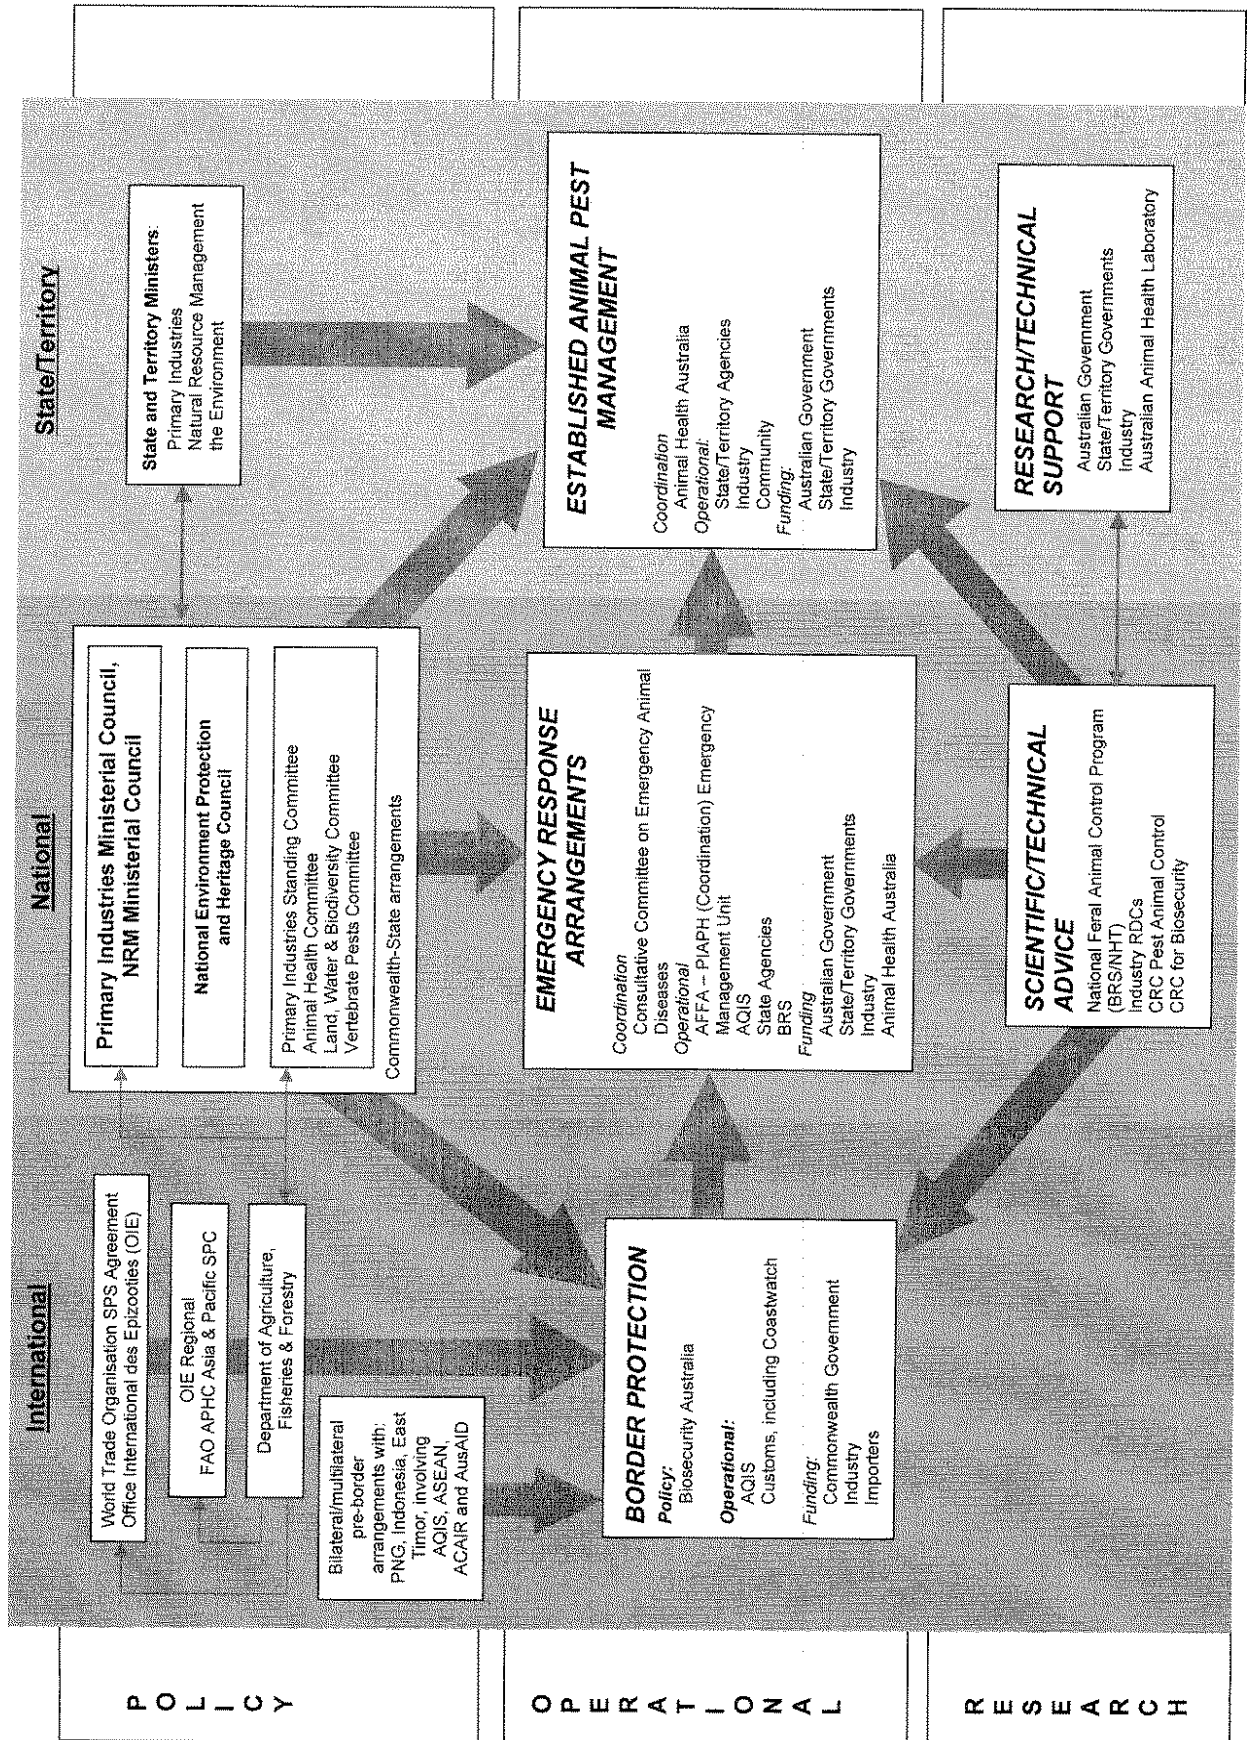 International
National
State/Territory
POLICY
World Trade Organisation SPS Agreement
Office International des Epizooties (OIE)
OIE Regional
FAO APHC Asia & Pacific SPC
Department of Agriculture,
Fisheries & Forestry
Bilateral/multilateral
pre-border
arrangements with:
PNG, Indonesia, East
Timor, involving
AQIS, ASEAN,
ACAIR and AusAID
Primary Industries Ministerial Council,
NRM Ministerial Council
National Environment Protection
and Heritage Council
Primary Industries Standing Committee
Animal Health Committee
Land, Water & Biodiversity Committee
Vertebrate Pests Committee
Commonwealth-State arrangements
State and Territory Ministers:
Primary Industries
Natural Resource Management
the Environment
OPERATIONAL
BORDER PROTECTION
Policy:
Biosecurity Australia
Operational:
AQIS
Customs, including Coastwatch
Funding:
Commonwealth Government
Industry
Importers
EMERGENCY RESPONSE
ARRANGEMENTS
Coordination
Consultative Committee on Emergency Animal
Diseases
Operational
AFFA – PIAPH (Coordination) Emergency
Management Unit
AQIS
State Agencies
BRS
Funding
Australian Government
State/Territory Governments
Industry
Animal Health Australia
ESTABLISHED ANIMAL PEST
MANAGEMENT
Coordination
Animal Health Australia
Operational:
State/Territory Agencies
Industry
Community
Funding:
Australian Government
State/Territory Governments
Industry
RESEARCH
SCIENTIFIC/TECHNICAL
ADVICE
National Feral Animal Control Program
(BRS/NHT)
Industry RDCs
CRC Pest Animal Control
CRC for Biosecurity
RESEARCH/TECHNICAL
SUPPORT
Australian Government
State/Territory Governments
Industry
Australian Animal Health Laboratory